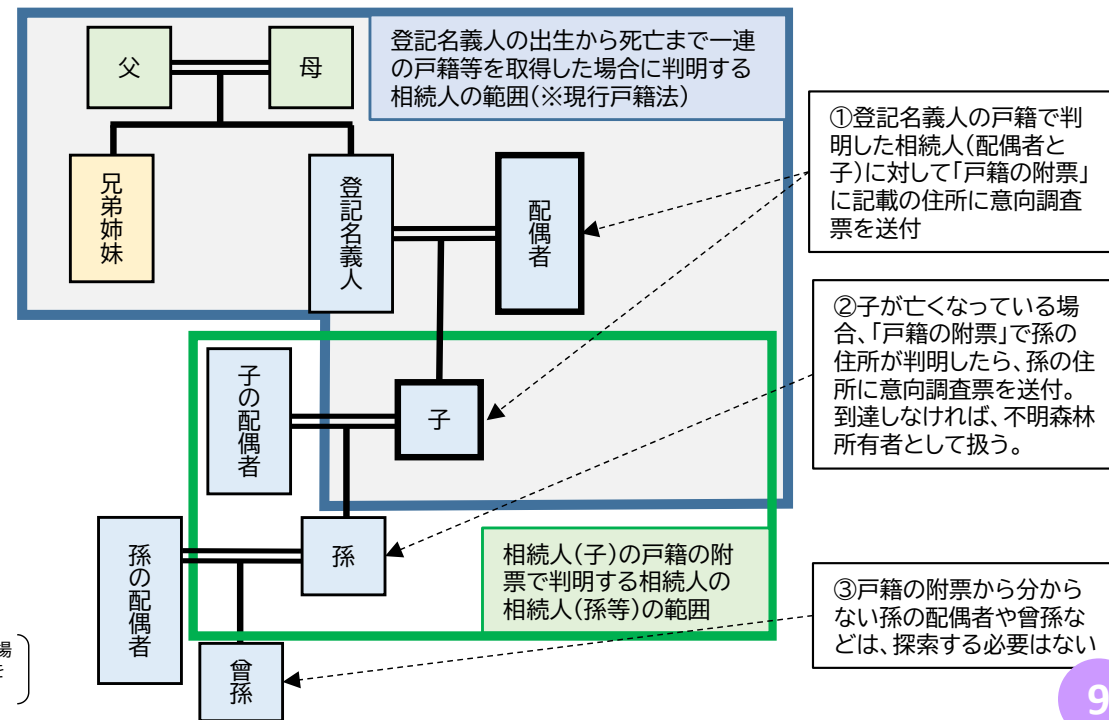 父
母
登記名義人の出生から死亡まで一連
の戸籍等を取得した場合に判明する
相続人の範囲(※現行戸籍法)
兄弟姉妹
登記名義人
配偶者
①登記名義人の戸籍で判
明した相続人(配偶者と
子)に対して「戸籍の附票」
に記載の住所に意向調査
票を送付
②子が亡くなっている場
合、「戸籍の附票」で孫の
住所が判明したら、孫の住
所に意向調査票を送付。
到達しなければ、不明森林
所有者として扱う。
子の配偶者
子
孫の配偶者
孫
相続人(子)の戸籍の附
票で判明する相続人の
相続人(孫等)の範囲
③戸籍の附票から分から
ない孫の配偶者や曾孫な
どは、探索する必要はない
曾孫
場
を
9